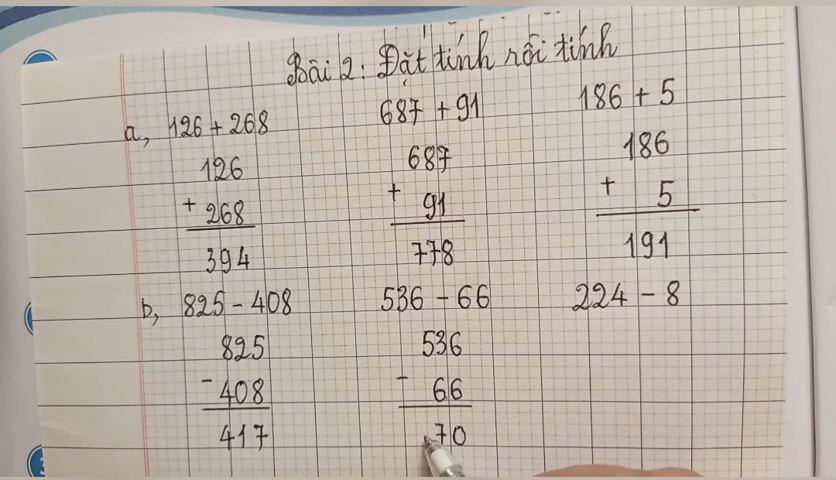 Bài 2: Đặt tính rồi tính
a, 126 + 268 687 + 91 186 + 5
126 687 186
+ 268 + 91 + 5
394 778 191
b, 825 - 408 536 - 66 224 - 8
825 536
- 408 - 66
417 70